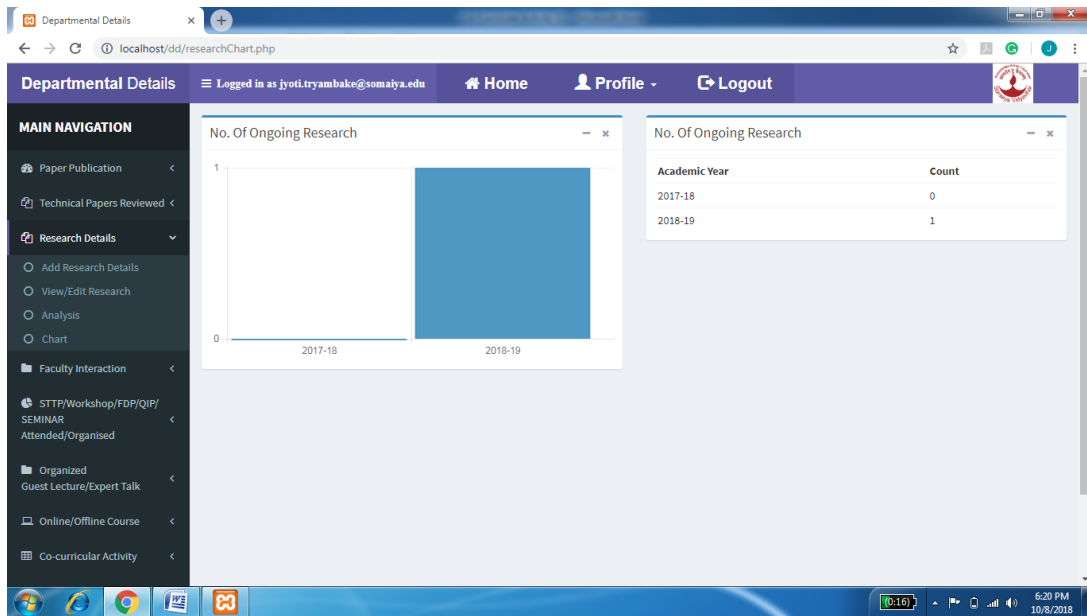 Departmental Details
localhost/dd/researchChart.php
J
Departmental Details
Logged in as jyoti.tryambake@somaiya.edu
Home
Profile
Logout
MAIN NAVIGATION
Paper Publication
Technical Papers Reviewed
Research Details
Add Research Details
View/Edit Research
Analysis
Chart
Faculty Interaction
STTP/Workshop/FDP/QIP/
SEMINAR
Attended/Organised
Organized
Guest Lecture/Expert Talk
Online/Offline Course
Co-curricular Activity
No. Of Ongoing Research
1
0
2017-18 2018-19
No. Of Ongoing Research
Academic Year Count
2017-18 0
2018-19 1
(0:16)
6:20 PM
10/8/2018